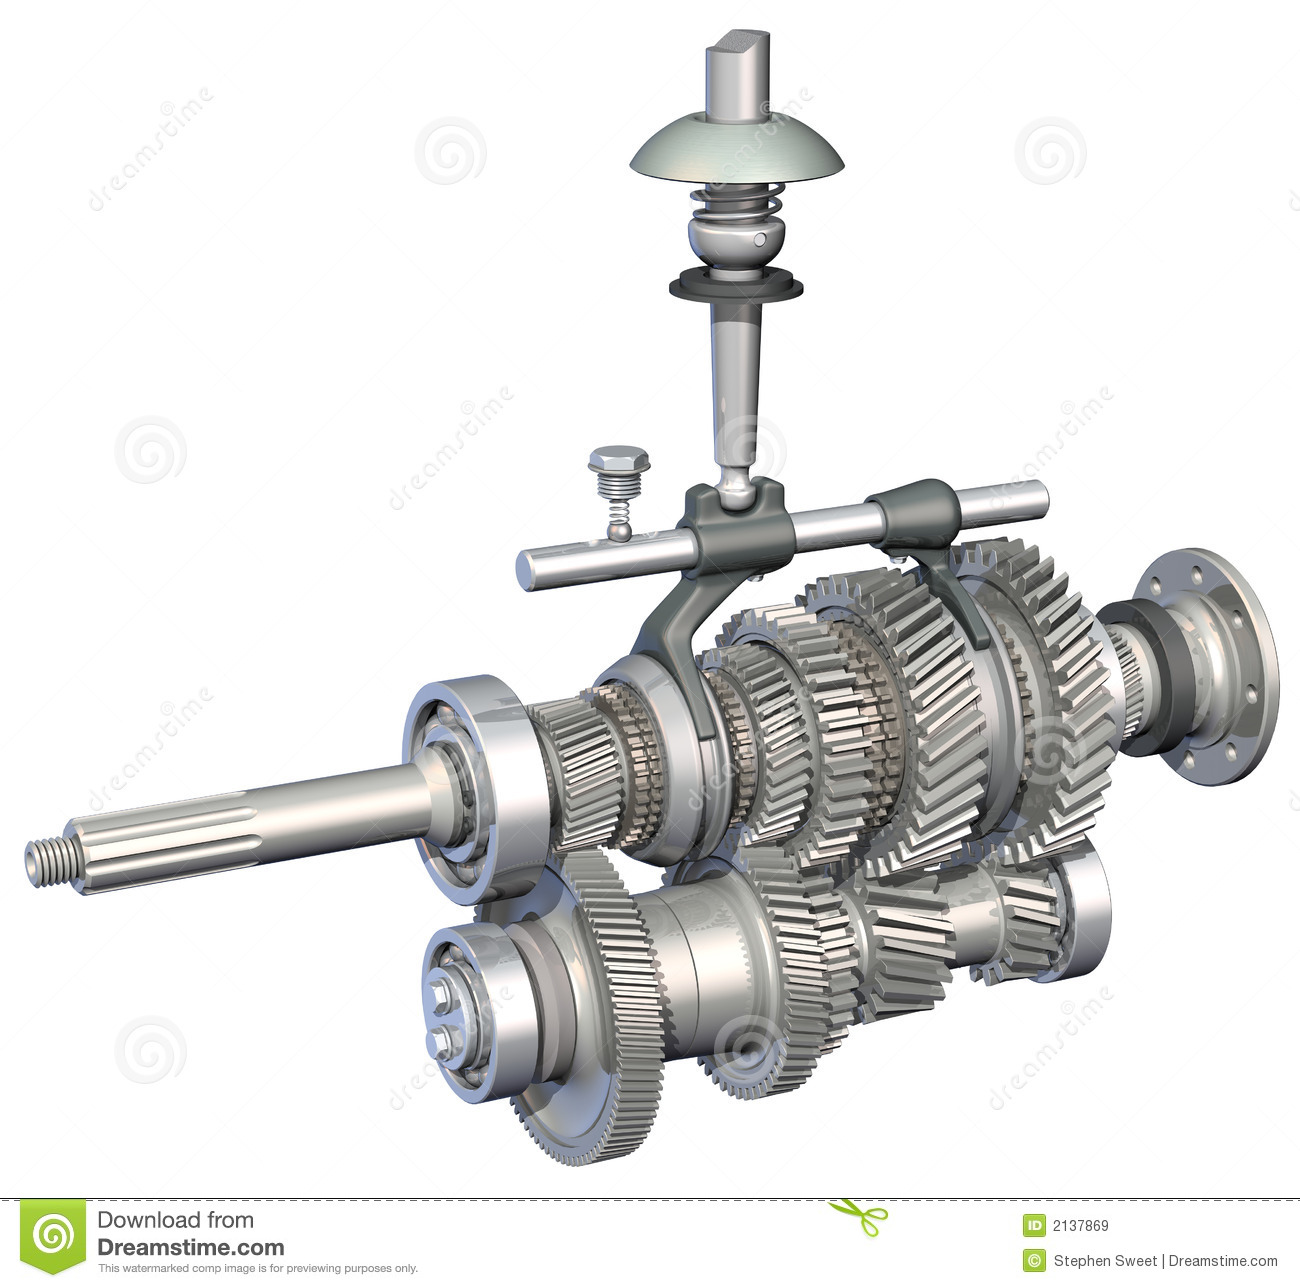 dreamstime
dreamstime
dreamstime
dreamstime
dreamstime
dreamstime
dreamstime
dreamstime
Download from
Dreamstime.com
This watermarked comp image is for previewing purposes only.
ID 2137869
© Stephen Sweet | Dreamstime.com